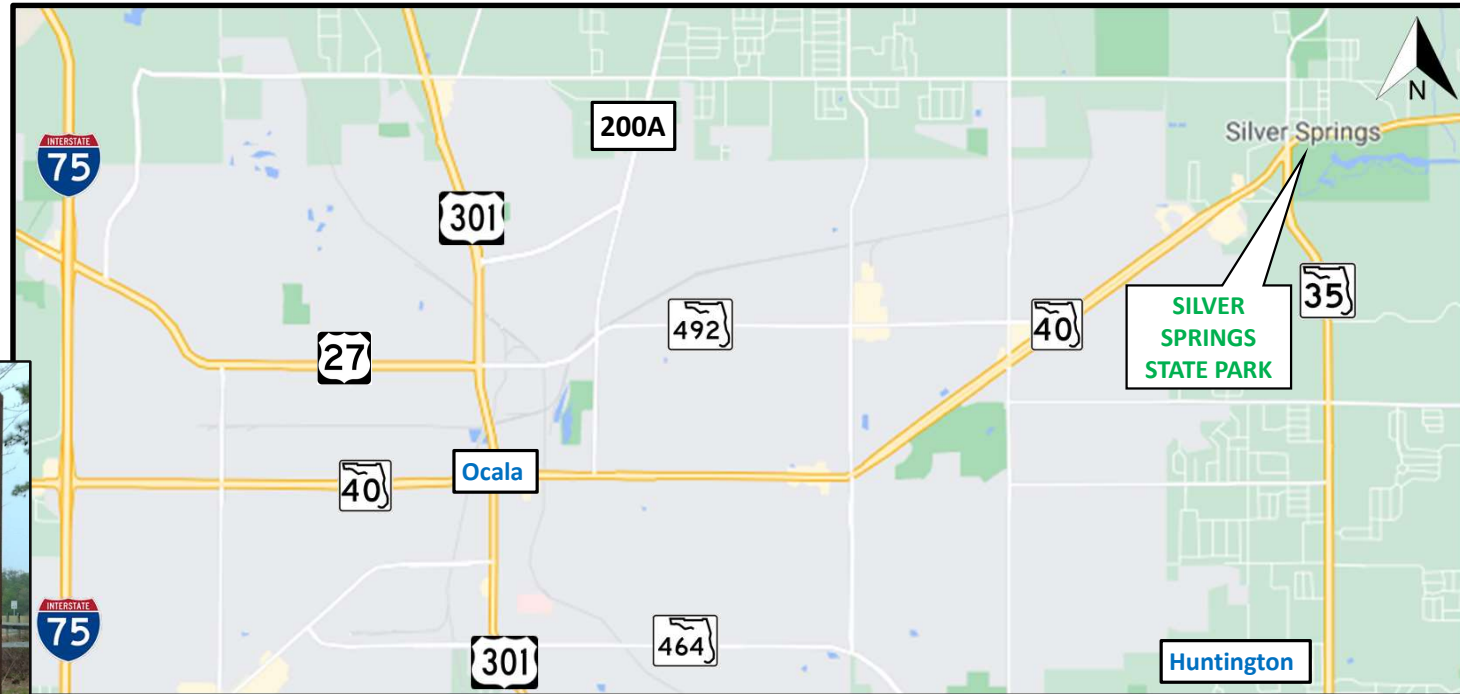 N
200A
Silver Springs
INTERSTATE
75
301
35
SILVER
SPRINGS
STATE PARK
492
40
27
Ocala
40
INTERSTATE
75
464
301
Huntington